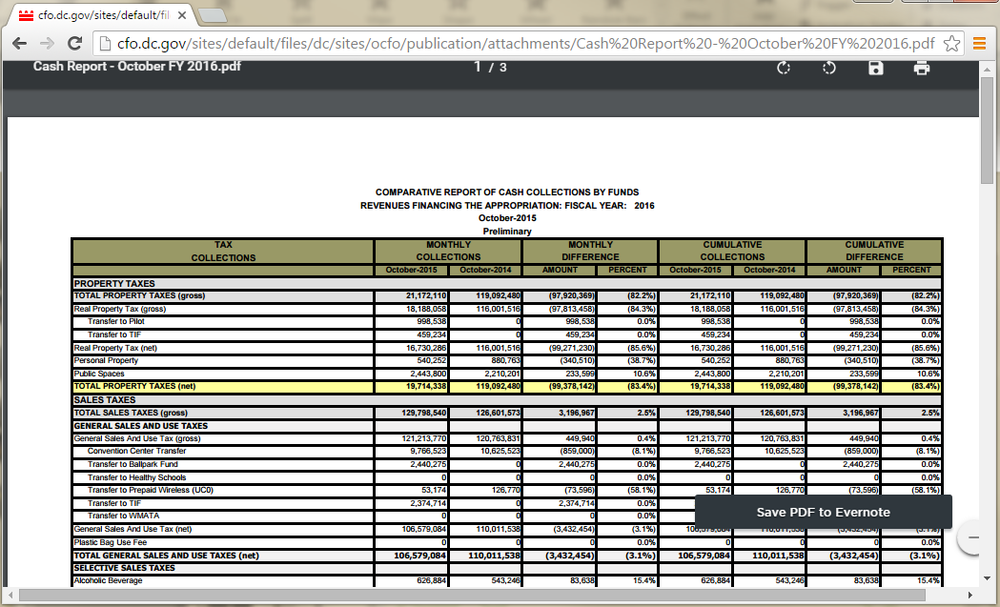 cfo.dc.gov/sites/default/fil
cfo.dc.gov/sites/default/files/dc/sites/ocfo/publication/attachments/Cash%20Report%20-%20October%20FY%202016.pdf
Cash Report - October FY 2016.pdf 1 / 3
COMPARATIVE REPORT OF CASH COLLECTIONS BY FUNDS
REVENUES FINANCING THE APPROPRIATION: FISCAL YEAR: 2016
October-2015
Preliminary
TAX MONTHLY MONTHLY CUMULATIVE CUMULATIVE
COLLECTIONS COLLECTIONS DIFFERENCE COLLECTIONS DIFFERENCE
October-2015 October-2014 AMOUNT PERCENT October-2015 October-2014 AMOUNT PERCENT
PROPERTY TAXES
TOTAL PROPERTY TAXES (gross) 21,172,110 119,092,480 (97,920,369) (82.2%) 21,172,110 119,092,480 (97,920,369) (82.2%)
Real Property Tax (gross) 18,188,058 116,001,516 (97,813,458) (84.3%) 18,188,058 116,001,516 (97,813,458) (84.3%)
Transfer to Pilot 998,538 0 998,538 0.0% 998,538 0 998,538 0.0%
Transfer to TIF 459,234 0 459,234 0.0% 459,234 0 459,234 0.0%
Real Property Tax (net) 16,730,286 116,001,516 (99,271,230) (85.6%) 16,730,286 116,001,516 (99,271,230) (85.6%)
Personal Property 540,252 880,763 (340,510) (38.7%) 540,252 880,763 (340,510) (38.7%)
Public Spaces 2,443,800 2,210,201 233,599 10.6% 2,443,800 2,210,201 233,599 10.6%
TOTAL PROPERTY TAXES (net) 19,714,338 119,092,480 (99,378,142) (83.4%) 19,714,338 119,092,480 (99,378,142) (83.4%)
SALES TAXES
TOTAL SALES TAXES (gross) 129,798,540 126,601,573 3,196,967 2.5% 129,798,540 126,601,573 3,196,967 2.5%
GENERAL SALES AND USE TAXES
General Sales And Use Tax (gross) 121,213,770 120,763,831 449,940 0.4% 121,213,770 120,763,831 449,940 0.4%
Convention Center Transfer 9,766,523 10,625,523 (859,000) (8.1%) 9,766,523 10,625,523 (859,000) (8.1%)
Transfer to Ballpark Fund 2,440,275 0 2,440,275 0.0% 2,440,275 0 2,440,275 0.0%
Transfer to Healthy Schools 0 0 0 0.0% 0 0 0 0.0%
Transfer to Prepaid Wireless (UC0) 53,174 126,770 (73,596) (58.1%) 53,174 126,770 (73,596) (58.1%)
Transfer to TIF 2,374,714 0 2,374,714 0.0%
Save PDF to Evernote
Transfer to WMATA 0 0 0 0.0%
General Sales And Use Tax (net) 106,579,084 110,011,538 (3,432,454) (3.1%) 106,579,084 110,011,538 (3,432,454) (3.1%)
Plastic Bag Use Fee 0 0 0 0.0% 0 0 0 0.0%
TOTAL GENERAL SALES AND USE TAXES (net) 106,579,084 110,011,538 (3,432,454) (3.1%) 106,579,084 110,011,538 (3,432,454) (3.1%)
SELECTIVE SALES TAXES
Alcoholic Beverage 626,884 543,246 83,638 15.4% 626,884 543,246 83,638 15.4%